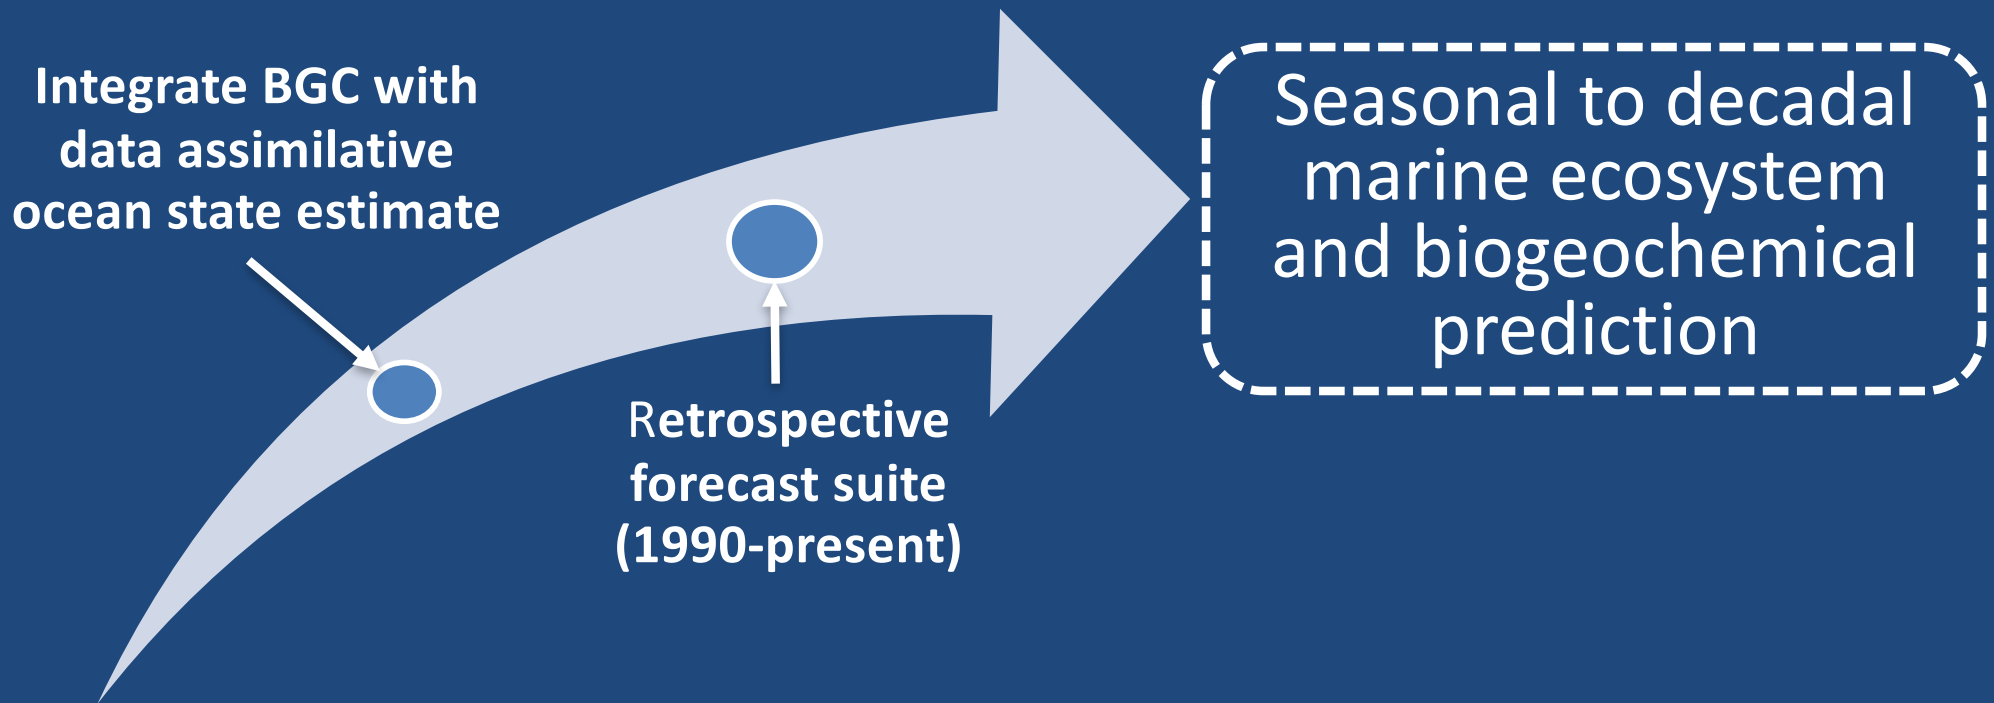 Integrate BGC with
data assimilative
ocean state estimate
Retrospective
forecast suite
(1990-present)
Seasonal to decadal
marine ecosystem
and biogeochemical
prediction